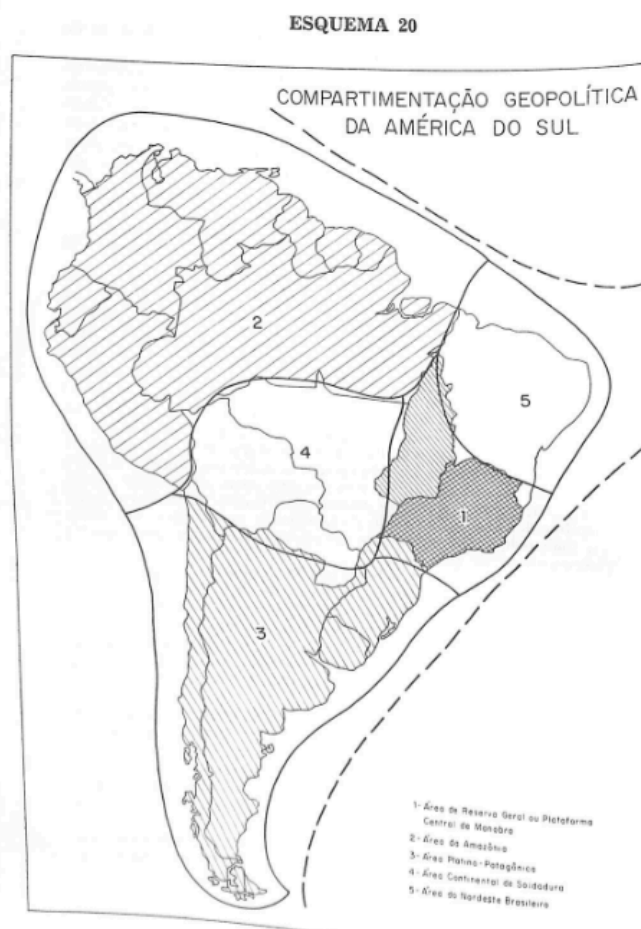 ESQUEMA 20
COMPARTIMENTAÇÃO GEOPOLÍTICA
DA AMÉRICA DO SUL
2
5
4
1
3
1- Área de Reserva Geral ou Plataforma
Central de Manobra
2- Área da Amazônia
3- Área Platino-Patagônica
4- Área Continental de Soldadura
5- Área do Nordeste Brasileiro